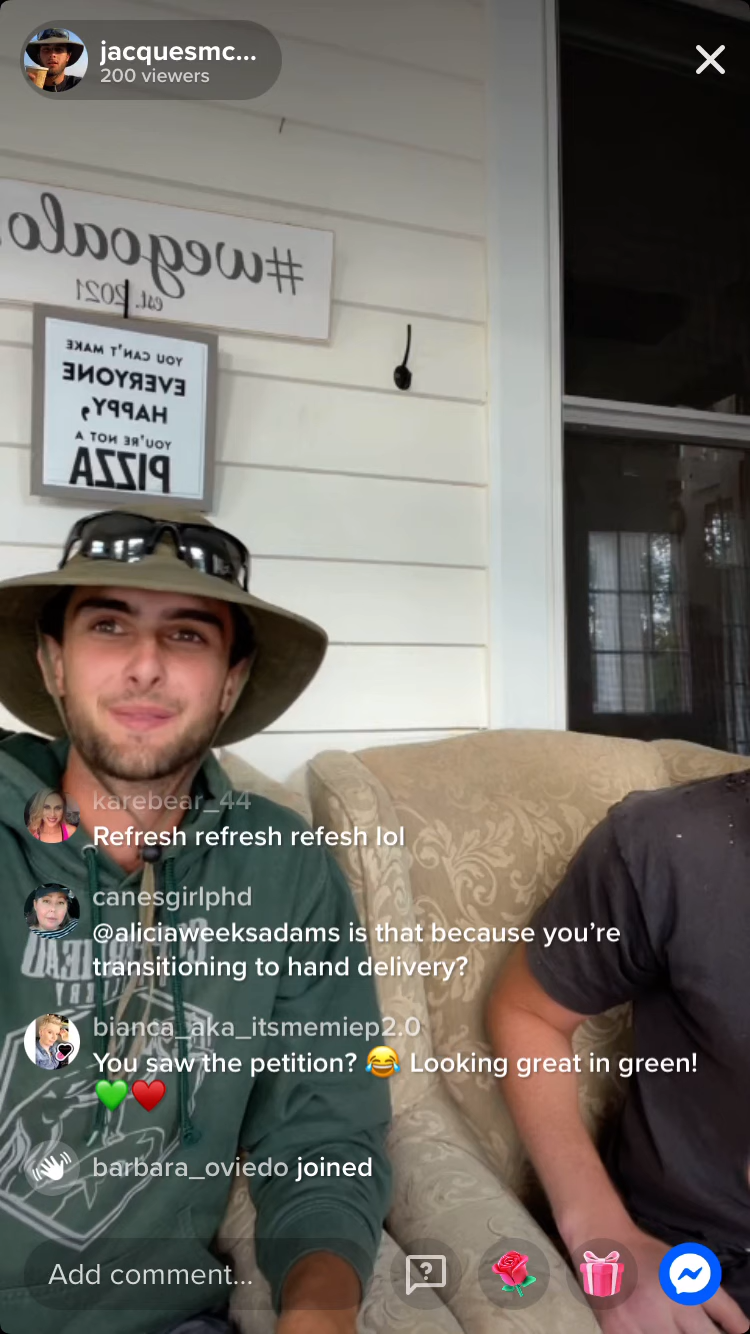 jacquesmc...
200 viewers
#wegoalo
est. 2021
YOU CAN'T MAKE
EVERYONE
HAPPY,
YOU'RE NOT A
PIZZA
karebear_44
Refresh refresh refesh lol
canesgirlphd
@aliciaweeksadams is that because you’re
transitioning to hand delivery?
bianca_aka_itsmemiep2.0
You saw the petition? 😂 Looking great in green!
💚❤️
barbara_oviedo joined
Add comment...